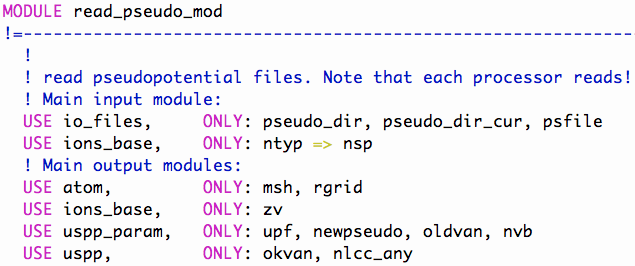 MODULE read_pseudo_mod
!=-------------------------------------------------------------
!
! read pseudopotential files. Note that each processor reads!
! Main input module:
USE io_files,     ONLY: pseudo_dir, pseudo_dir_cur, psfile
USE ions_base,    ONLY: ntyp => nsp
! Main output modules:
USE atom,         ONLY: msh, rgrid
USE ions_base,    ONLY: zv
USE uspp_param,   ONLY: upf, newpseudo, oldvan, nvb
USE uspp,         ONLY: okvan, nlcc_any